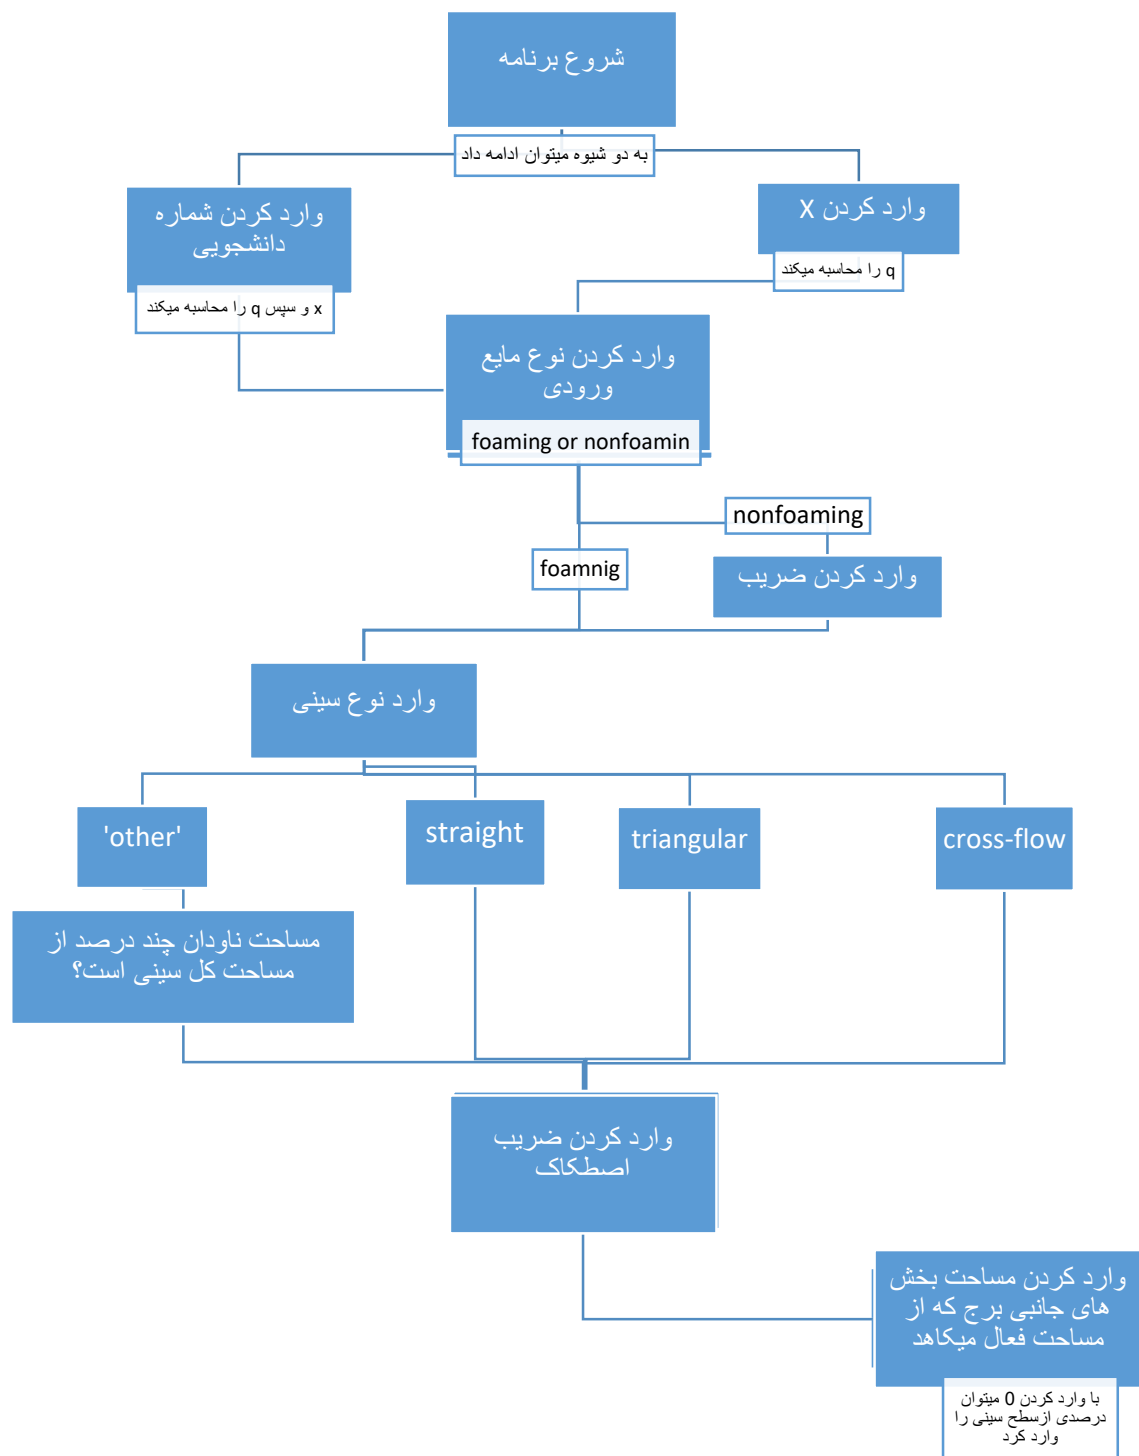 شروع برنامه
به دو شیوه میتوان ادامه داد
وارد کردن X
q را محاسبه میکند
وارد کردن شماره
دانشجویی
x و سپس q را محاسبه میکند
وارد کردن نوع مایع
ورودی
foaming or nonfoamin
nonfoaming
foamnig
وارد کردن ضریب
وارد نوع سینی
'other'
straight
triangular
cross-flow
مساحت ناودان چند درصد از
مساحت کل سینی است؟
وارد کردن ضریب
اصطکاک
وارد کردن مساحت بخش
های جانبی برج که از
مساحت فعال میکاهد
با وارد کردن 0 میتوان
درصدی ازسطح سینی را
وارد کرد